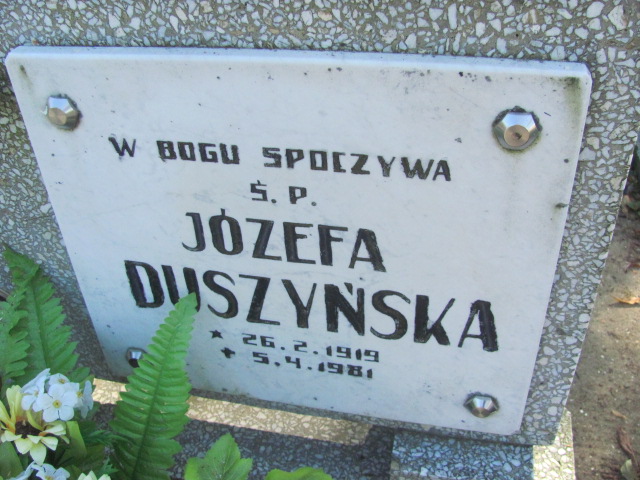 W BOGU SPOCZYWA
Ś. P.
JÓZEFA
DUSZYŃSKA
* 26. 2. 1919
+ 5. 4. 1981